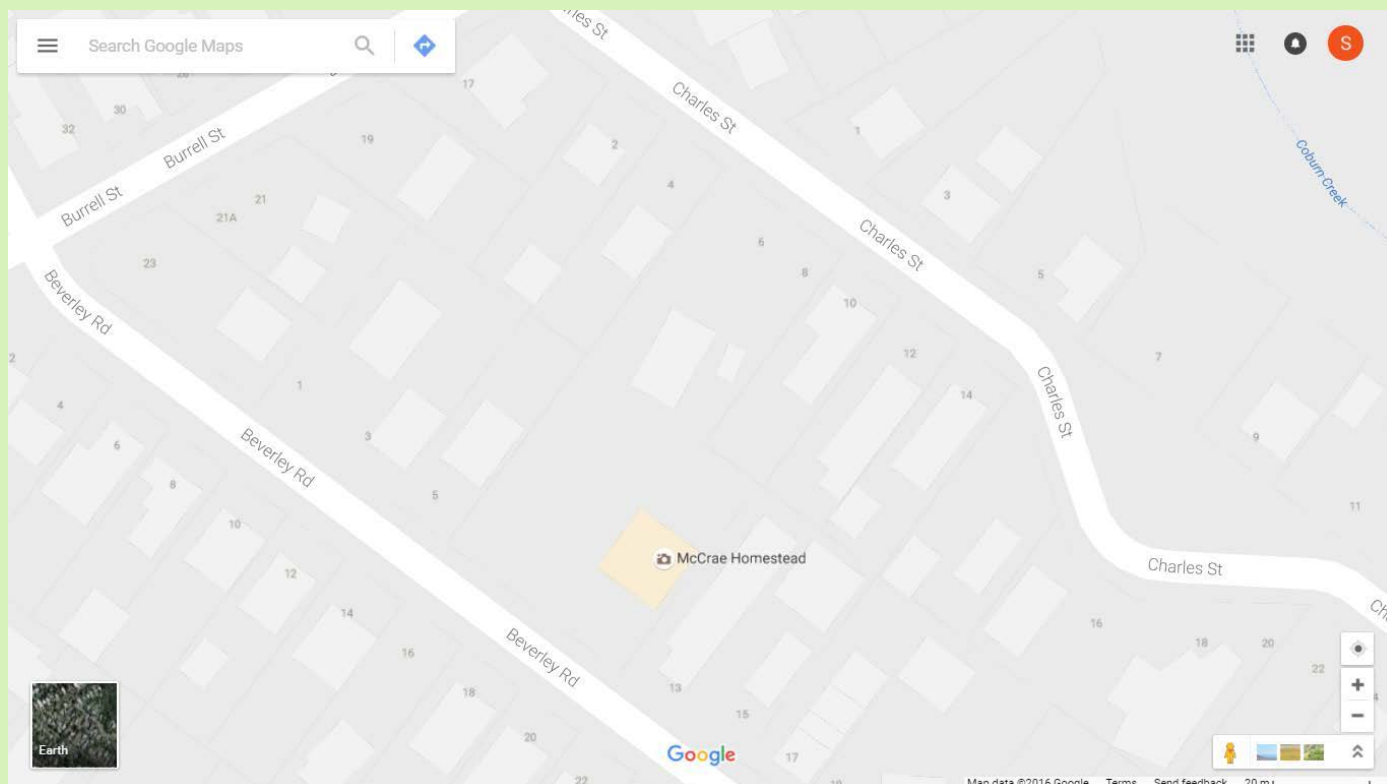 Search Google Maps
S
Charles St
17
32
30
Burrell St
19
2
1
Coburn Creek
Burrell St
21
21A
4
3
23
6
Charles St
8
5
Beverley Rd
10
2
12
7
1
14
Charles St
4
Beverley Rd
3
6
9
8
5
11
10
McCrae Homestead
12
Charles St
14
16
16
Beverley Rd
18
20
22
13
18
15
20
Earth
Google
17
22
Map data ©2016 Google Terms Send feedback 20 m